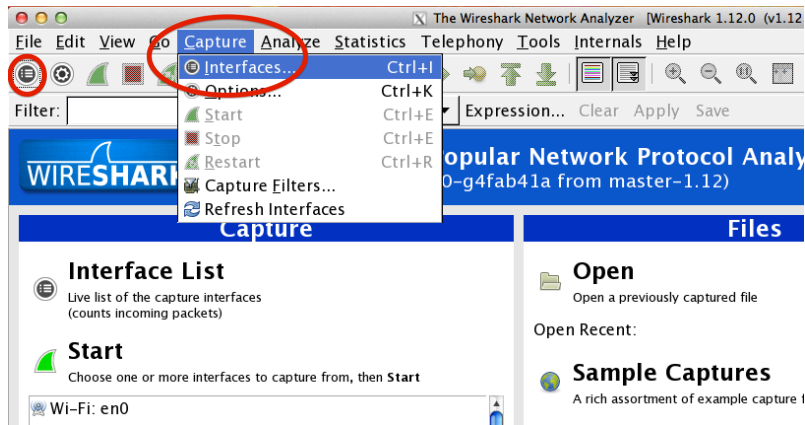 The Wireshark Network Analyzer [Wireshark 1.12.0 (v1.12
File Edit View Go Capture Analyze Statistics Telephony Tools Internals Help
Interfaces... Ctrl+I
Options... Ctrl+K
Filter: Expression... Clear Apply Save
Start Ctrl+E
Stop Ctrl+E
Restart Ctrl+R
Capture Filters...
Refresh Interfaces
WIRESHARK
opular Network Protocol Analy
0-g4fab41a from master-1.12)
Capture
Interface List
Live list of the capture interfaces
(counts incoming packets)
Start
Choose one or more interfaces to capture from, then Start
Wi-Fi: en0
Files
Open
Open a previously captured file
Open Recent:
Sample Captures
A rich assortment of example capture f